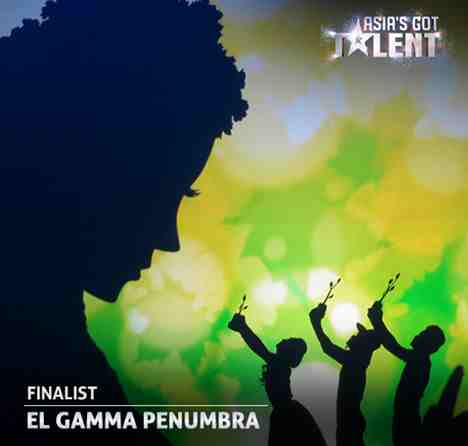 ASIA'S GOT
TALENT
FINALIST
EL GAMMA PENUMBRA